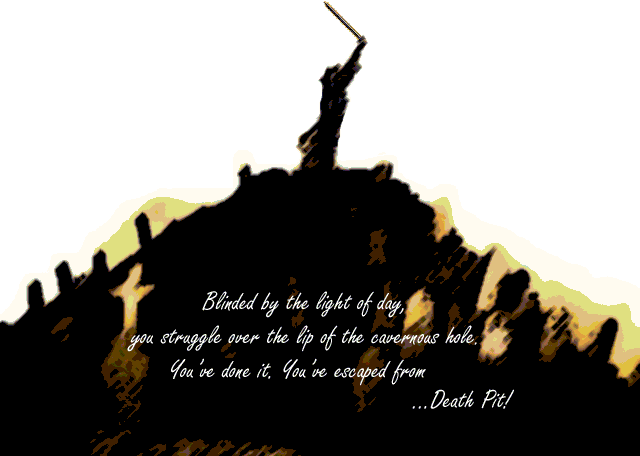 Blinded by the light of day,
you struggle over the lip of the cavernous hole.
You've done it. You've escaped from
...Death Pit!